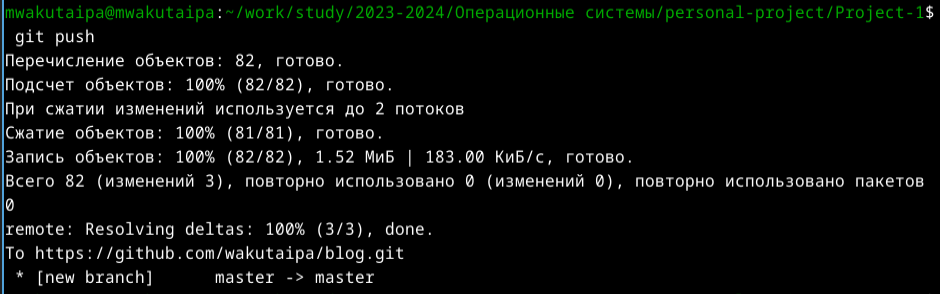 mwakutaipa@mwakutaipa:~/work/study/2023-2024/Операционные системы/personal-project/Project-1$
git push
Перечисление объектов: 82, готово.
Подсчет объектов: 100% (82/82), готово.
При сжатии изменений используется до 2 потоков
Сжатие объектов: 100% (81/81), готово.
Запись объектов: 100% (82/82), 1.52 МиБ | 183.00 КиБ/с, готово.
Всего 82 (изменений 3), повторно использовано 0 (изменений 0), повторно использовано пакетов
0
remote: Resolving deltas: 100% (3/3), done.
To https://github.com/wakutaipa/blog.git
* [new branch]      master -> master